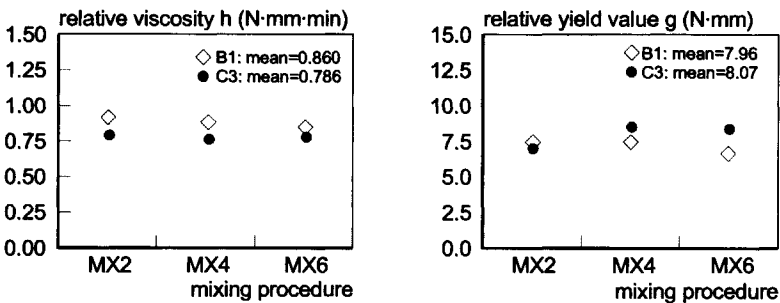 relative viscosity h (N·mm·min)
1.50
1.25
1.00
0.75
0.50
0.25
0.00
B1: mean=0.860
C3: mean=0.786
MX2 MX4 MX6
mixing procedure
relative yield value g (N·mm)
15.0
12.5
10.0
7.5
5.0
2.5
0.0
B1: mean=7.96
C3: mean=8.07
MX2 MX4 MX6
mixing procedure